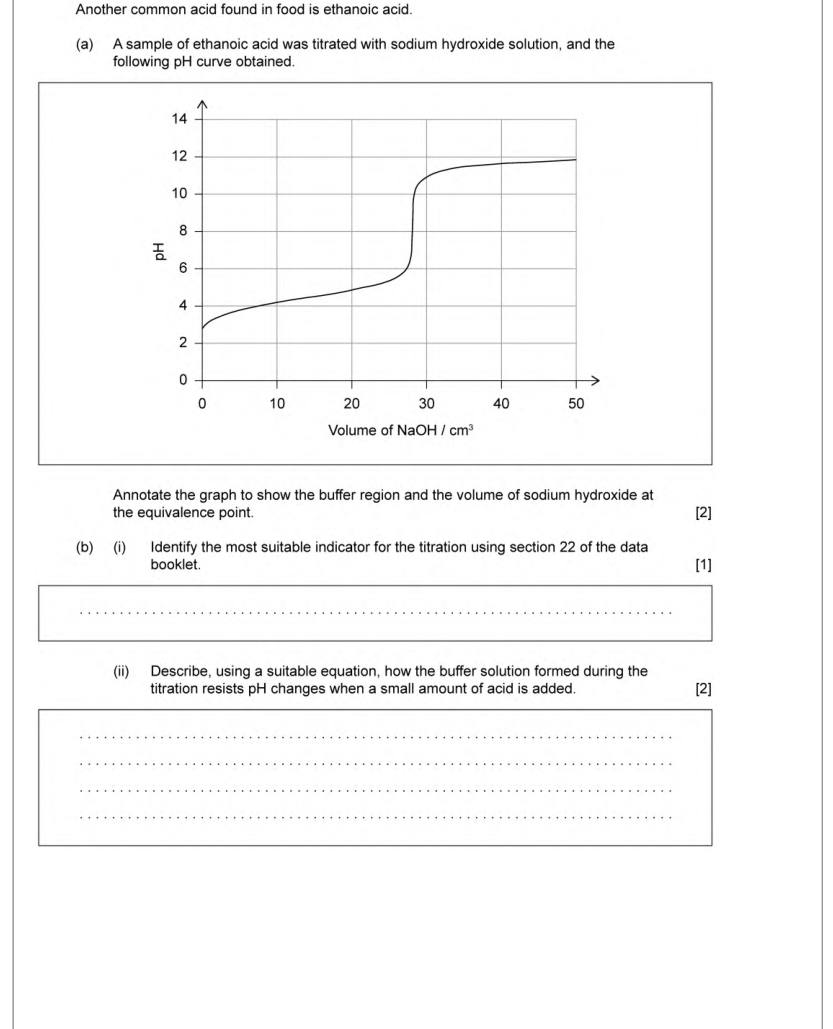 Another common acid found in food is ethanoic acid.
(a) A sample of ethanoic acid was titrated with sodium hydroxide solution, and the
following pH curve obtained.
14
12
10
8
pH
6
4
2
0
0 10 20 30 40 50
Volume of NaOH / cm³
Annotate the graph to show the buffer region and the volume of sodium hydroxide at
the equivalence point. [2]
(b) (i) Identify the most suitable indicator for the titration using section 22 of the data
booklet. [1]
(ii) Describe, using a suitable equation, how the buffer solution formed during the
titration resists pH changes when a small amount of acid is added. [2]